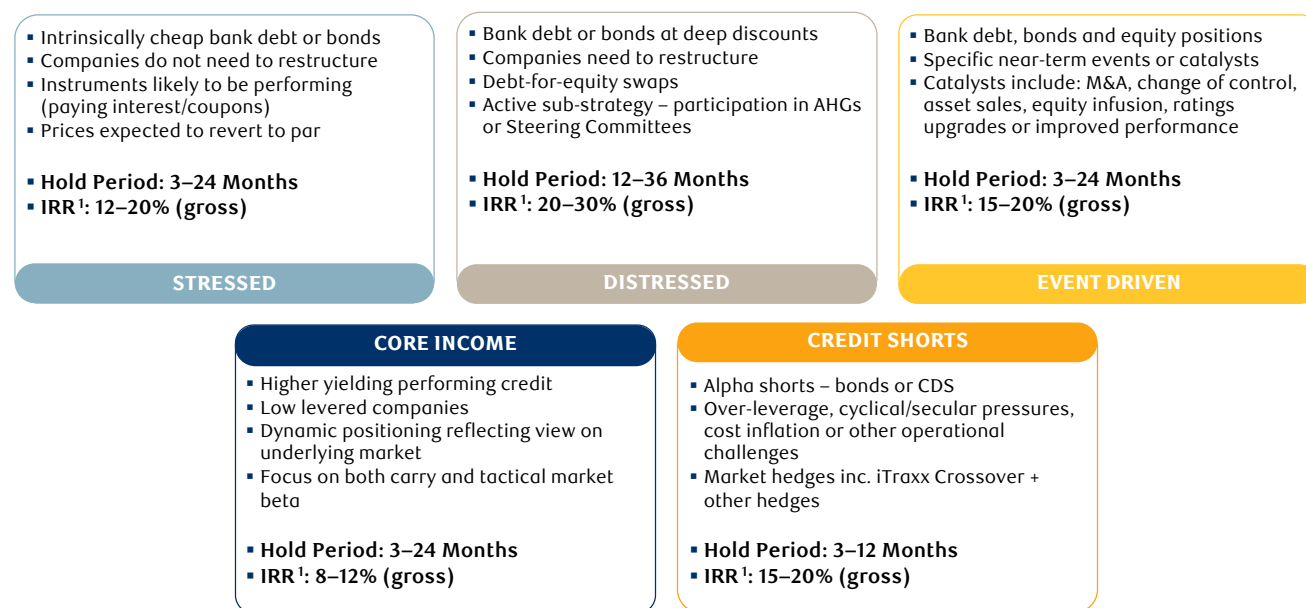 ▪ Intrinsically cheap bank debt or bonds
▪ Companies do not need to restructure
▪ Instruments likely to be performing
(paying interest/coupons)
▪ Prices expected to revert to par
▪ Hold Period: 3–24 Months
▪ IRR¹: 12–20% (gross)
STRESSED
▪ Bank debt or bonds at deep discounts
▪ Companies need to restructure
▪ Debt-for-equity swaps
▪ Active sub-strategy – participation in AHGs
or Steering Committees
▪ Hold Period: 12–36 Months
▪ IRR¹: 20–30% (gross)
DISTRESSED
▪ Bank debt, bonds and equity positions
▪ Specific near-term events or catalysts
▪ Catalysts include: M&A, change of control,
asset sales, equity infusion, ratings
upgrades or improved performance
▪ Hold Period: 3–24 Months
▪ IRR¹: 15–20% (gross)
EVENT DRIVEN
CORE INCOME
▪ Higher yielding performing credit
▪ Low levered companies
▪ Dynamic positioning reflecting view on
underlying market
▪ Focus on both carry and tactical market
beta
▪ Hold Period: 3–24 Months
▪ IRR¹: 8–12% (gross)
CREDIT SHORTS
▪ Alpha shorts – bonds or CDS
▪ Over-leverage, cyclical/secular pressures,
cost inflation or other operational
challenges
▪ Market hedges inc. iTraxx Crossover +
other hedges
▪ Hold Period: 3–12 Months
▪ IRR¹: 15–20% (gross)